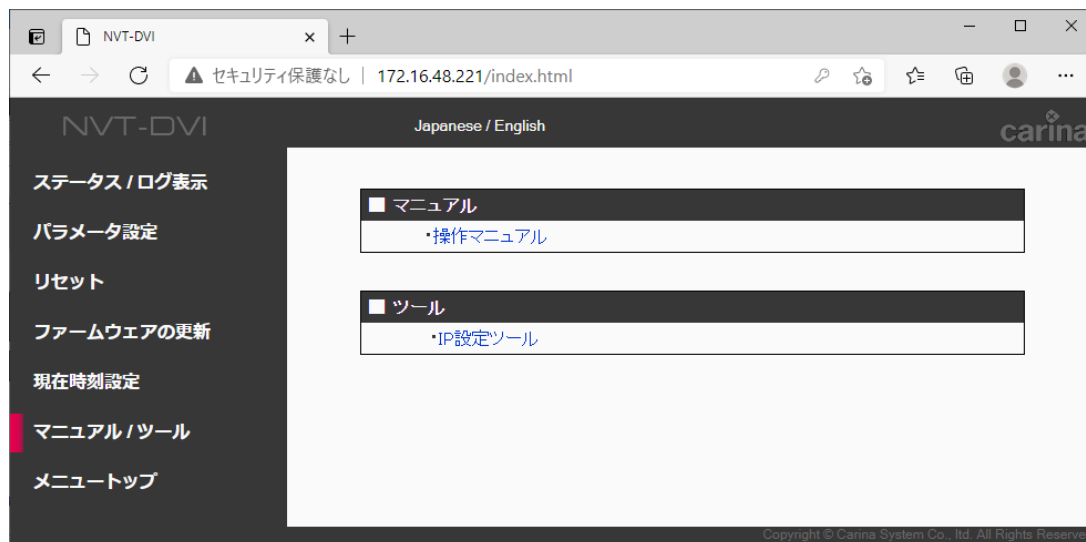 NVT-DVI
セキュリティ保護なし | 172.16.48.221/index.html
NVT-DVI
Japanese / English
carina
ステータス / ログ表示
パラメータ設定
リセット
ファームウェアの更新
現在時刻設定
マニュアル / ツール
メニュートップ
■ マニュアル
・操作マニュアル
■ ツール
・IP設定ツール
Copyright © Carina System Co., ltd. All Rights Reserve